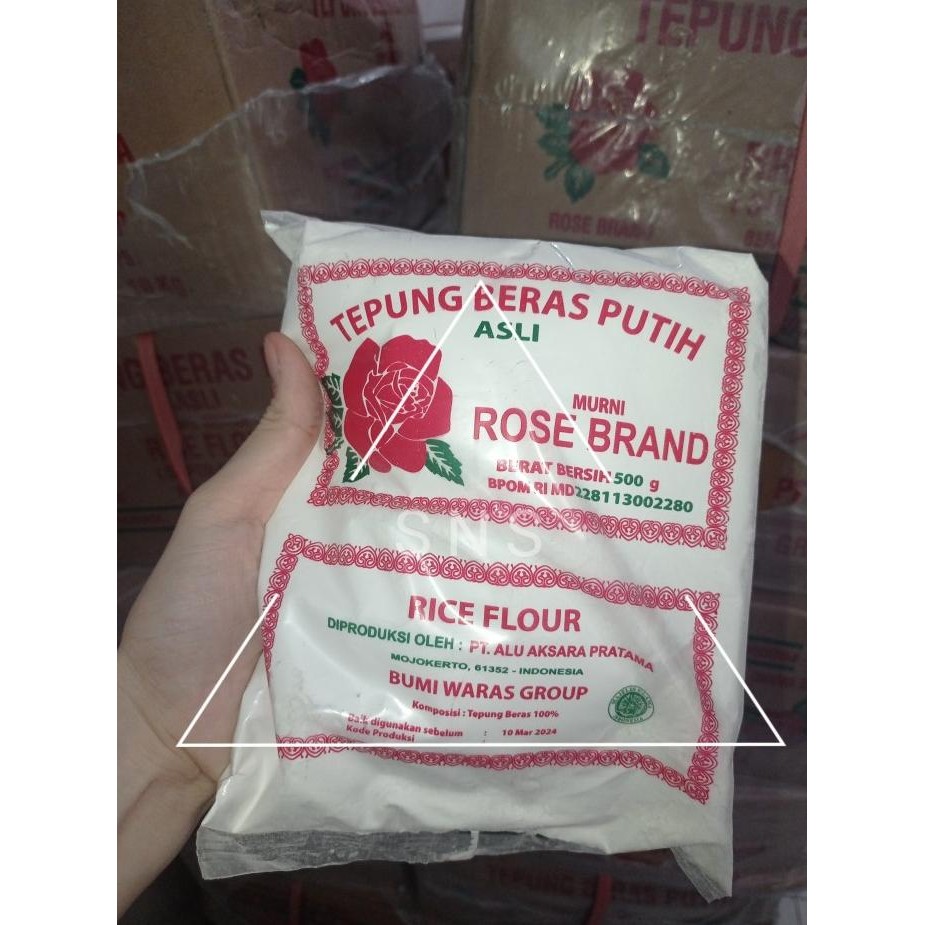 TEPUNG
ROSE BRAND
BERAS
ASLI
TEPUNG BERAS PUTIH
ASLI
MURNI
ROSE BRAND
BERAT BERSIH 500 g
BPOM RI MD 228113002280
SNS
RICE FLOUR
DIPRODUKSI OLEH : PT. ALU AKSARA PRATAMA
MOJOKERTO, 61352 - INDONESIA
BUMI WARAS GROUP
Komposisi : Tepung Beras 100%
Baik digunakan sebelum : 10 Mar 2024
Kode Produksi :